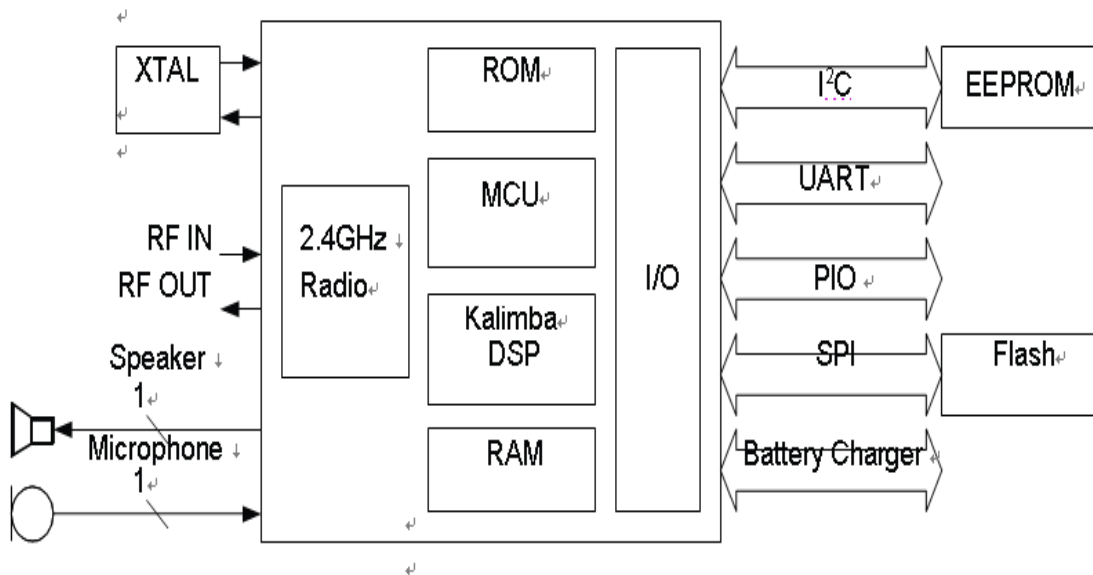 XTAL
RF IN
RF OUT
Speaker
1
Microphone
1
2.4GHz
Radio
ROM
MCU
Kalimba
DSP
RAM
I/O
I²C
UART
PIO
SPI
Battery Charger
EEPROM
Flash